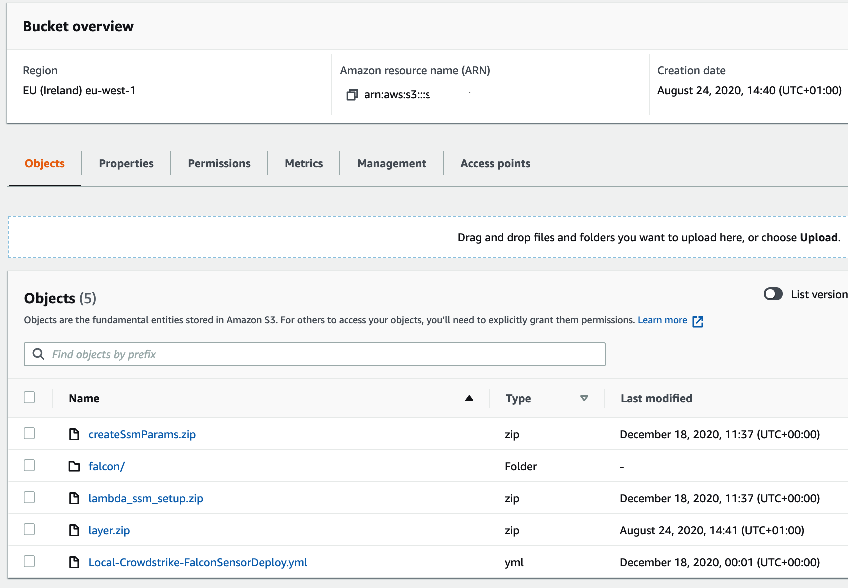 Bucket overview
Region Amazon resource name (ARN) Creation date
EU (Ireland) eu-west-1 arn:aws:s3:::s August 24, 2020, 14:40 (UTC+01:00)
Objects Properties Permissions Metrics Management Access points
Drag and drop files and folders you want to upload here, or choose Upload.
Objects (5)
List version
Objects are the fundamental entities stored in Amazon S3. For others to access your objects, you'll need to explicitly grant them permissions. Learn more
Find objects by prefix
Name Type Last modified
createSsmParams.zip zip December 18, 2020, 11:37 (UTC+00:00)
falcon/ Folder -
lambda_ssm_setup.zip zip December 18, 2020, 11:37 (UTC+00:00)
layer.zip zip August 24, 2020, 14:41 (UTC+01:00)
Local-Crowdstrike-FalconSensorDeploy.yml yml December 18, 2020, 00:01 (UTC+00:00)